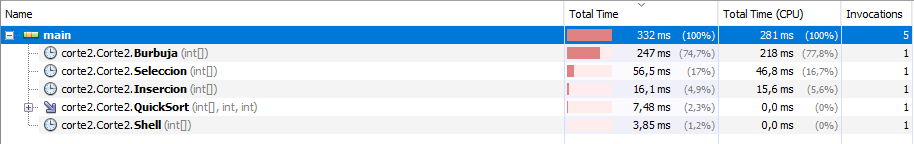 Name Total Time Total Time (CPU) Invocations
main 332 ms (100%) 281 ms (100%) 5
corte2.Corte2.Burbuja (int[]) 247 ms (74,7%) 218 ms (77,8%) 1
corte2.Corte2.Seleccion (int[]) 56,5 ms (17%) 46,8 ms (16,7%) 1
corte2.Corte2.Insercion (int[]) 16,1 ms (4,9%) 15,6 ms (5,6%) 1
corte2.Corte2.QuickSort (int[], int, int) 7,48 ms (2,3%) 0,0 ms (0%) 1
corte2.Corte2.Shell (int[]) 3,85 ms (1,2%) 0,0 ms (0%) 1